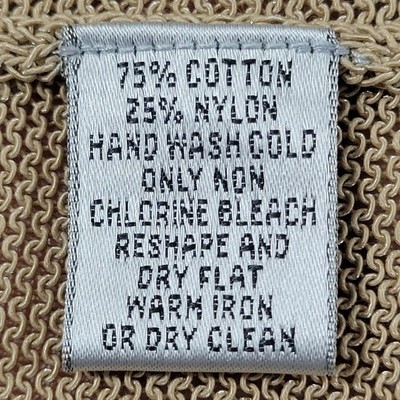 75% COTTON
25% NYLON
HAND WASH COLD
ONLY NON
CHLORINE BLEACH
RESHAPE AND
DRY FLAT
WARM IRON
OR DRY CLEAN